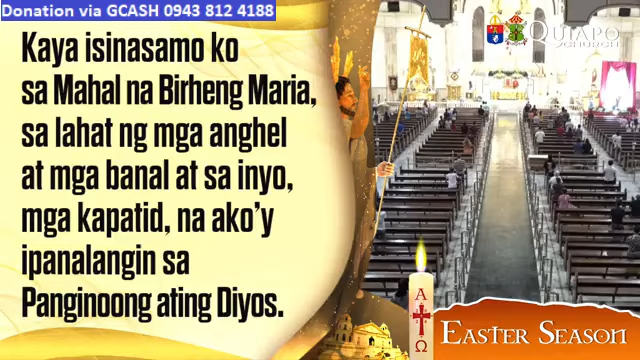 Donation via GCASH 0943 812 4188
Kaya isinasamo ko
sa Mahal na Birheng Maria,
sa lahat ng mga anghel
at mga banal at sa inyo,
mga kapatid, na ako'y
ipanalangin sa
Panginoong ating Diyos.
QUIAPO
CHURCH
Α
Ω
EASTER SEASON